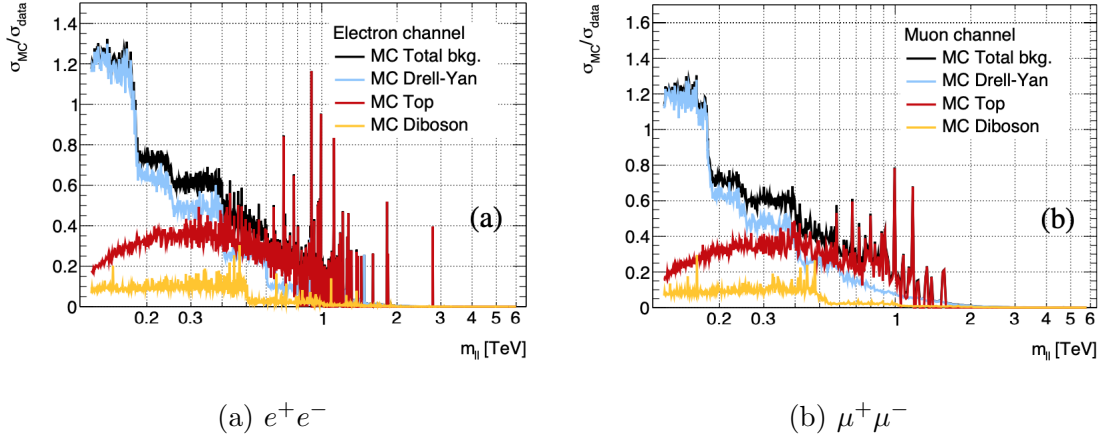 σMC/σdata
1.4
1.2
1
0.8
0.6
0.4
0.2
0
Electron channel
MC Total bkg.
MC Drell-Yan
MC Top
MC Diboson
(a)
0.2 0.3 1 2 3 4 5 6
mll [TeV]
σMC/σdata
1.6
1.4
1.2
1
0.8
0.6
0.4
0.2
0
Muon channel
MC Total bkg.
MC Drell-Yan
MC Top
MC Diboson
(b)
0.2 0.3 1 2 3 4 5 6
mll [TeV]
(a) e⁺e⁻
(b) μ⁺μ⁻